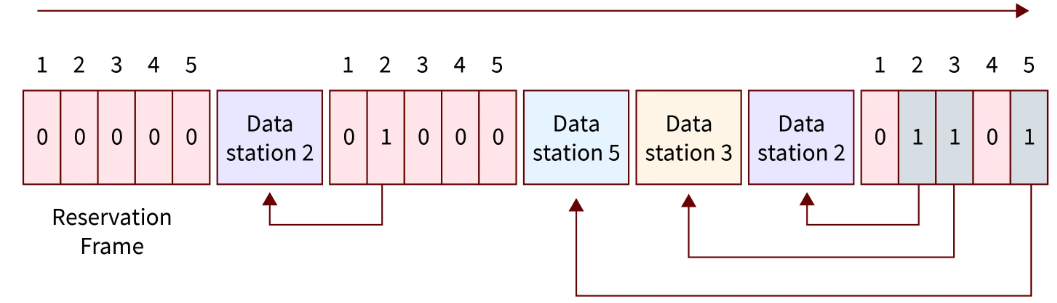 1 2 3 4 5 1 2 3 4 5 1 2 3 4 5
0 0 0 0 0 Data station 2 0 1 0 0 0 Data station 5 Data station 3 Data station 2 0 1 1 0 1
Reservation
Frame